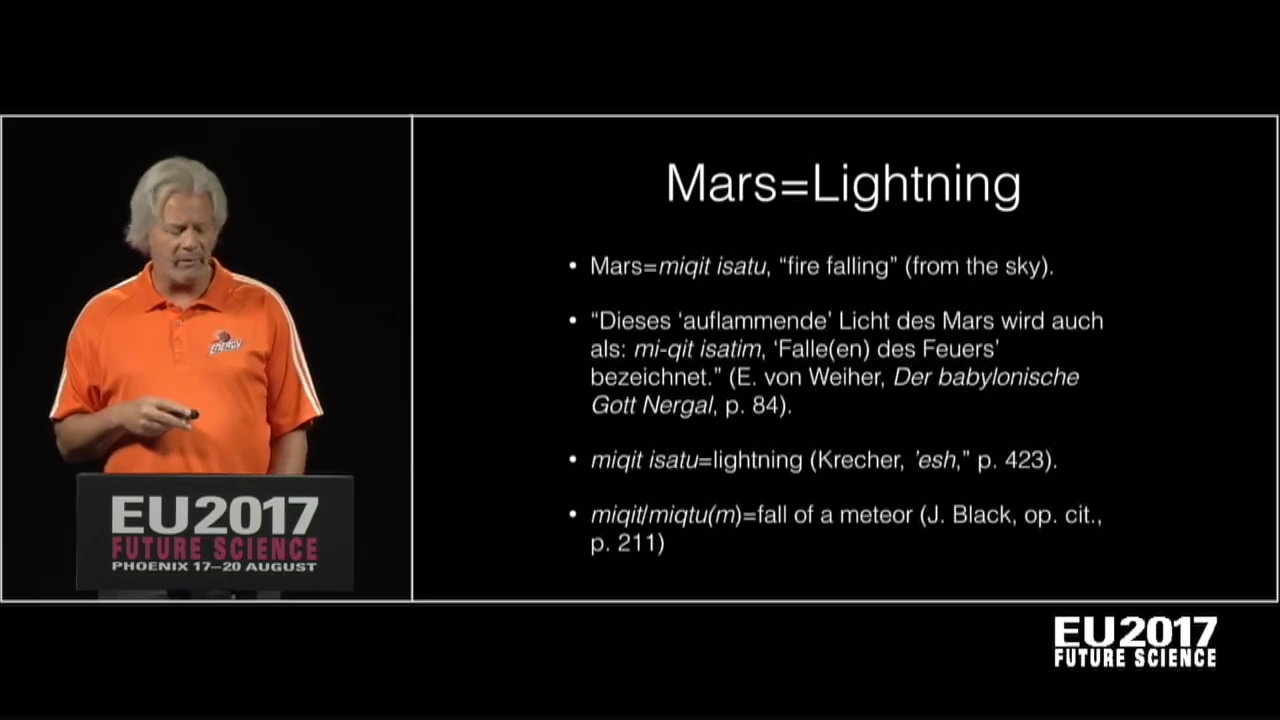 Mars=Lightning
• Mars=miqit isatu, “fire falling” (from the sky).
• “Dieses ‘auflammende’ Licht des Mars wird auch
als: mi-qit isatim, ‘Falle(en) des Feuers’
bezeichnet.” (E. von Weiher, Der babylonische
Gott Nergal, p. 84).
• miqit isatu=lightning (Krecher, ’esh,” p. 423).
• miqit/miqtu(m)=fall of a meteor (J. Black, op. cit.,
p. 211)
ENERGY
EU2017
FUTURE SCIENCE
PHOENIX 17–20 AUGUST
EU2017
FUTURE SCIENCE